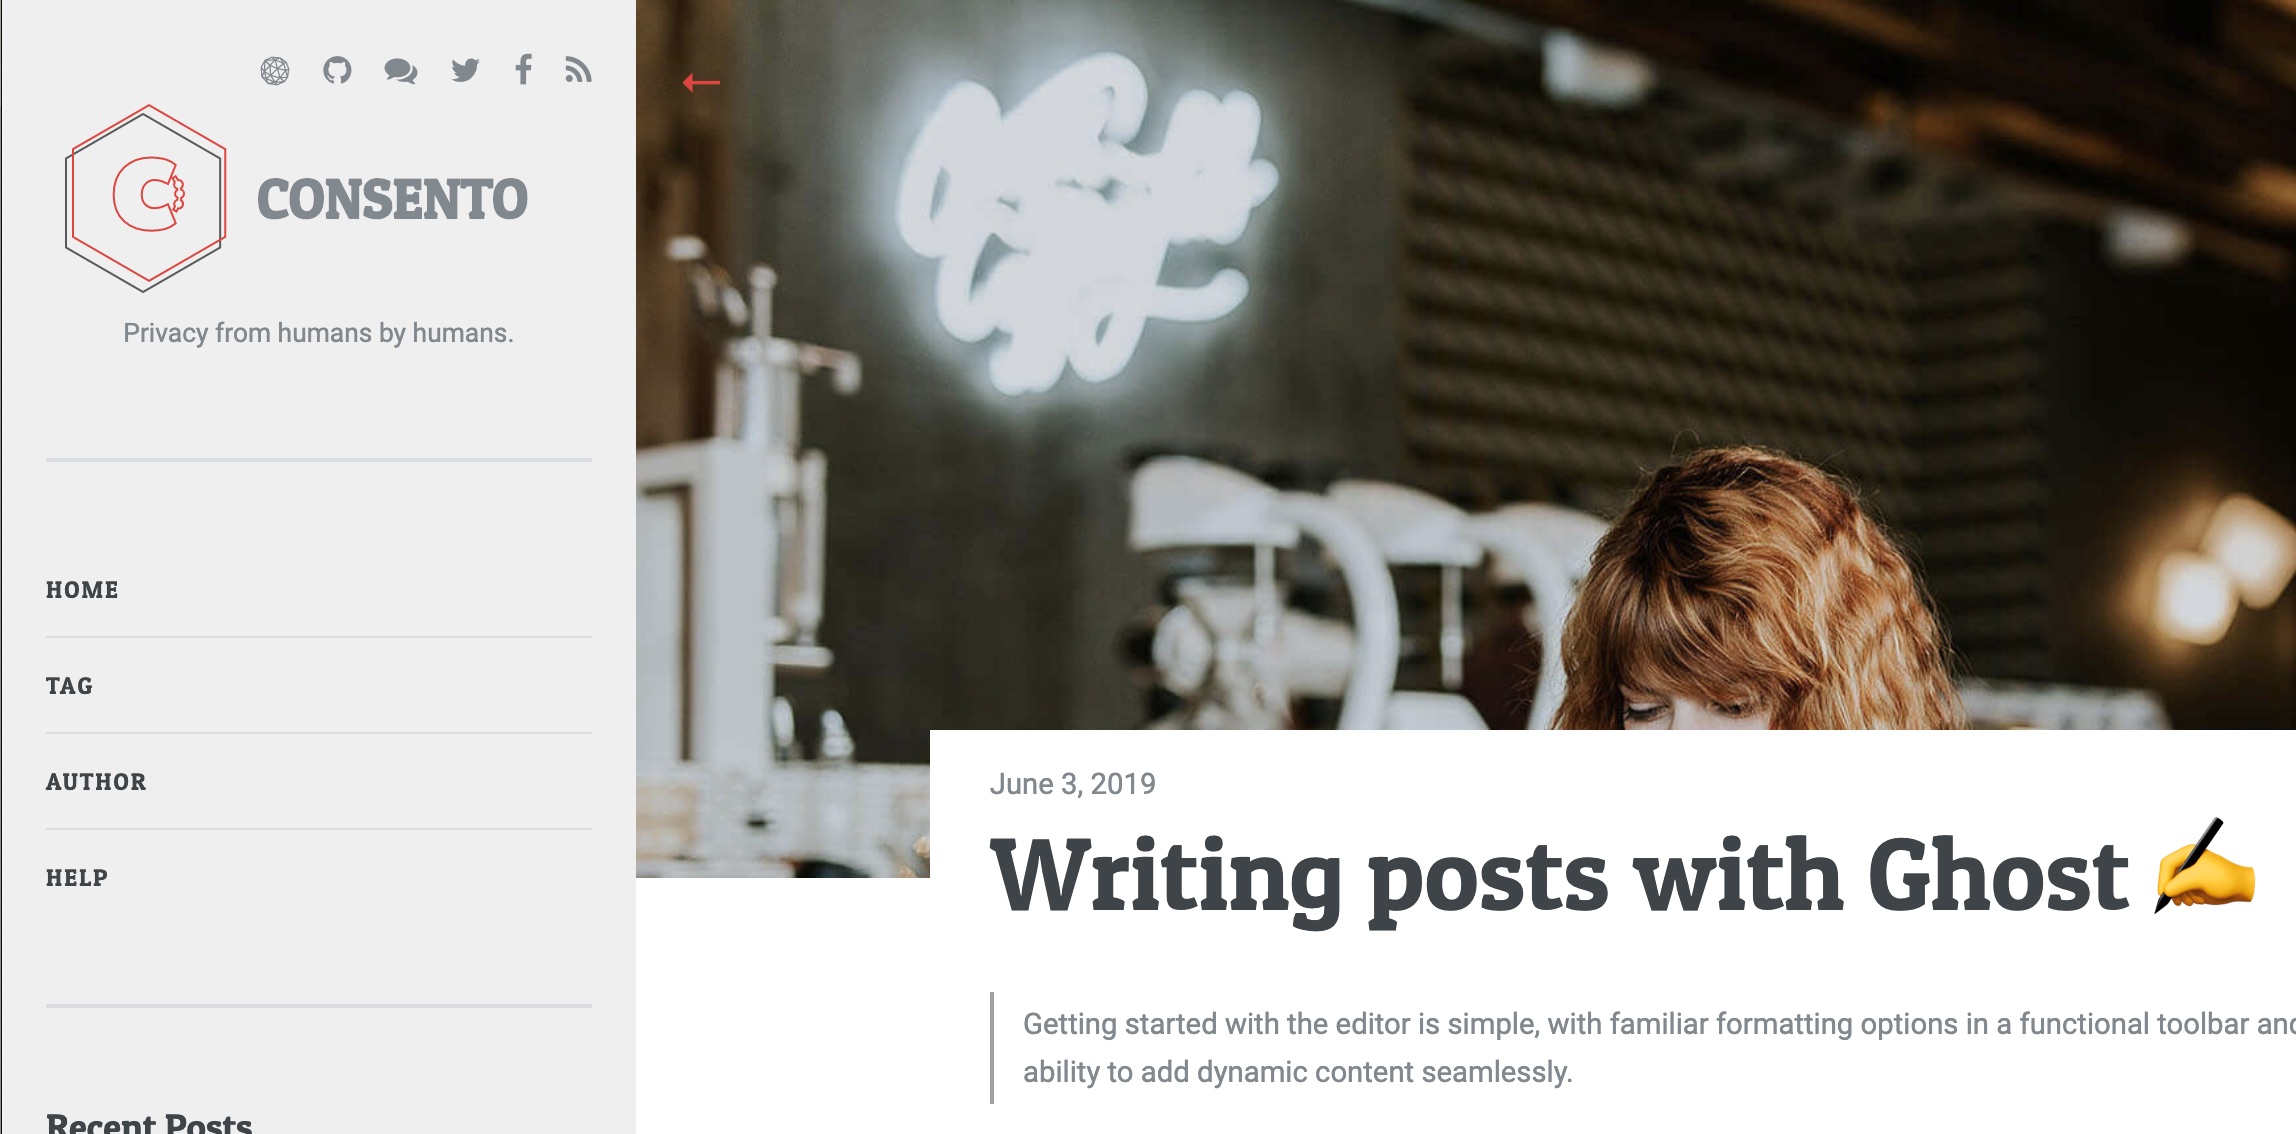 CONSENTO
Privacy from humans by humans.
HOME
TAG
AUTHOR
HELP
Recent Posts
June 3, 2019
Writing posts with Ghost ✍️
Getting started with the editor is simple, with familiar formatting options in a functional toolbar and
ability to add dynamic content seamlessly.